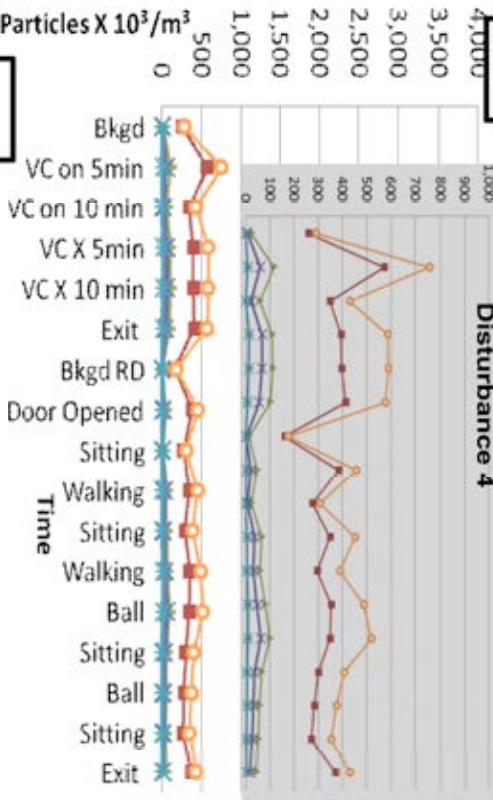 Particles X 10³/m³
0
500
1,000
1,500
2,000
2,500
3,000
3,500
4,000
0
100
200
300
400
500
600
700
800
900
1,000
Disturbance 4
Bkgd
VC on 5min
VC on 10 min
VC X 5min
VC X 10 min
Exit
Bkgd RD
Door Opened
Sitting
Walking
Sitting
Walking
Ball
Sitting
Ball
Sitting
Exit
Time